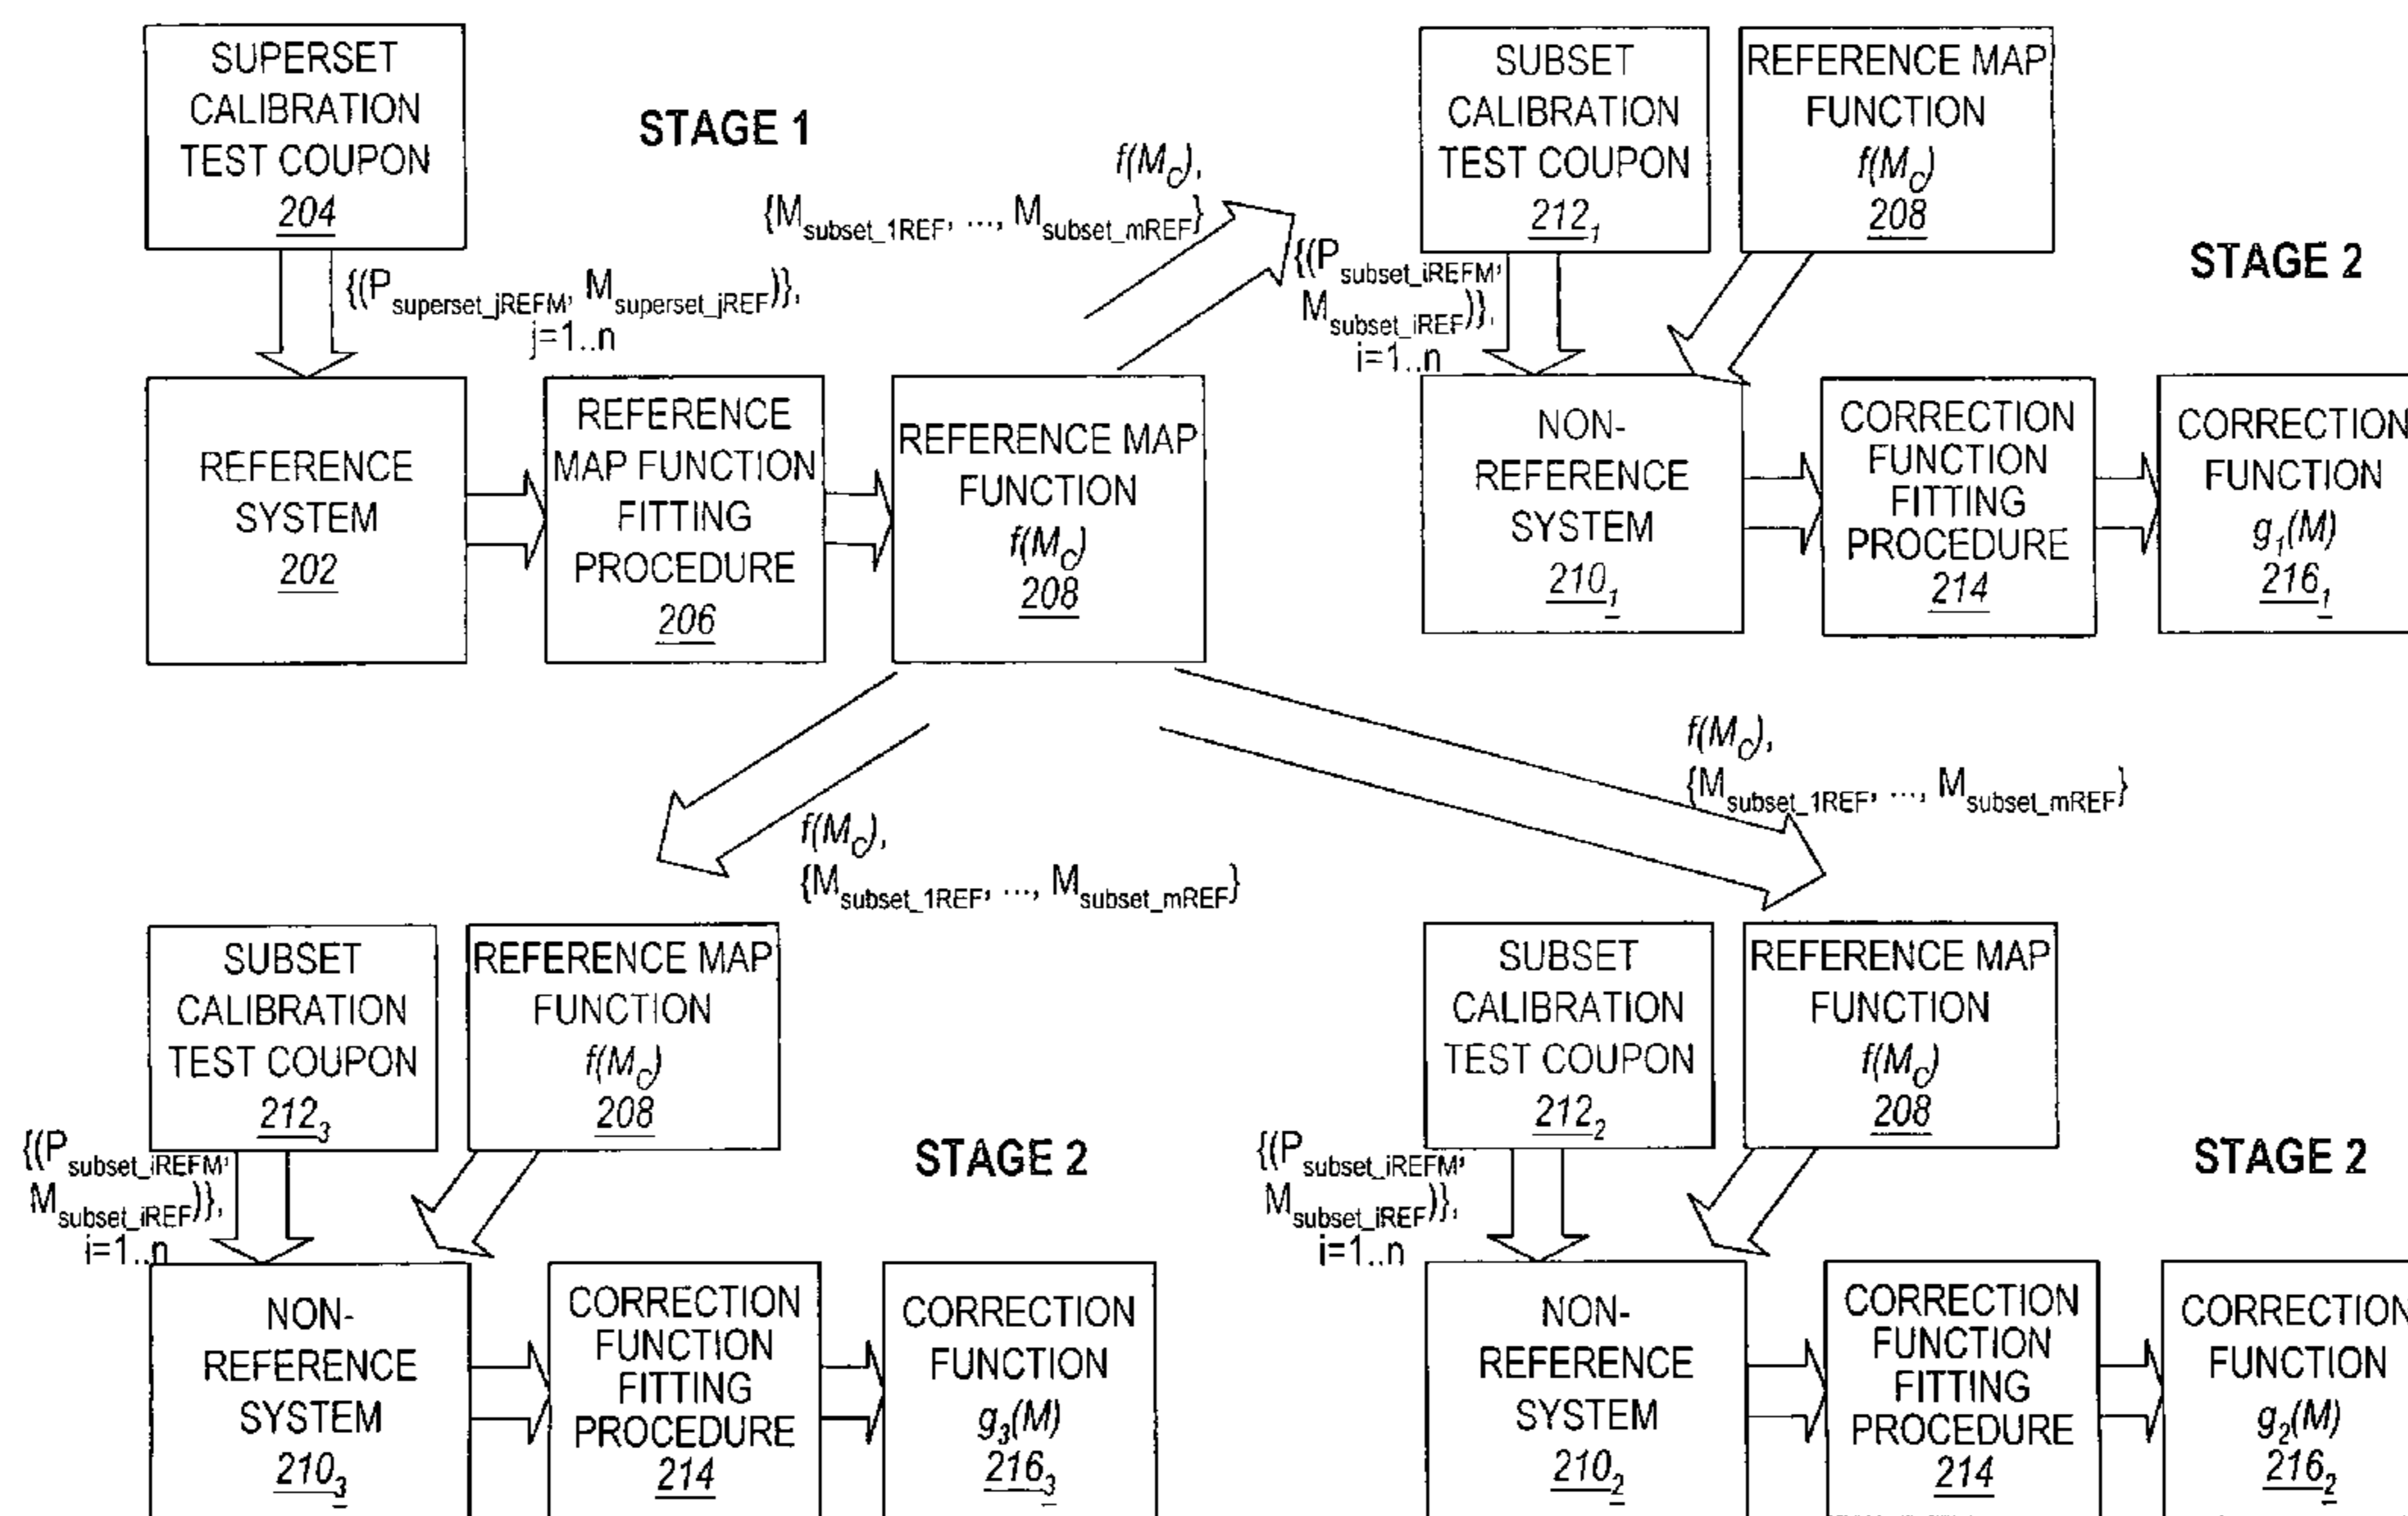 SUPERSET
CALIBRATION
TEST COUPON
204
STAGE 1
{(P_superset_jREFM, M_superset_jREF)},
j=1..n
REFERENCE
SYSTEM
202
REFERENCE
MAP FUNCTION
FITTING
PROCEDURE
206
REFERENCE MAP
FUNCTION
f(M_C)
208
f(M_C),
{M_subset_1REF, ..., M_subset_mREF}
SUBSET
CALIBRATION
TEST COUPON
212_1
REFERENCE MAP
FUNCTION
f(M_C)
208
STAGE 2
{(P_subset_iREFM,
M_subset_iREF)},
i=1..n
NON-
REFERENCE
SYSTEM
210_1
CORRECTION
FUNCTION
FITTING
PROCEDURE
214
CORRECTION
FUNCTION
g_1(M)
216_1
f(M_C),
{M_subset_1REF, ..., M_subset_mREF}
f(M_C),
{M_subset_1REF, ..., M_subset_mREF}
SUBSET
CALIBRATION
TEST COUPON
212_3
REFERENCE MAP
FUNCTION
f(M_C)
208
STAGE 2
{(P_subset_iREFM,
M_subset_iREF)},
i=1..n
NON-
REFERENCE
SYSTEM
210_3
CORRECTION
FUNCTION
FITTING
PROCEDURE
214
CORRECTION
FUNCTION
g_3(M)
216_3
SUBSET
CALIBRATION
TEST COUPON
212_2
REFERENCE MAP
FUNCTION
f(M_C)
208
STAGE 2
{(P_subset_iREFM,
M_subset_iREF)},
i=1..n
NON-
REFERENCE
SYSTEM
210_2
CORRECTION
FUNCTION
FITTING
PROCEDURE
214
CORRECTION
FUNCTION
g_2(M)
216_2